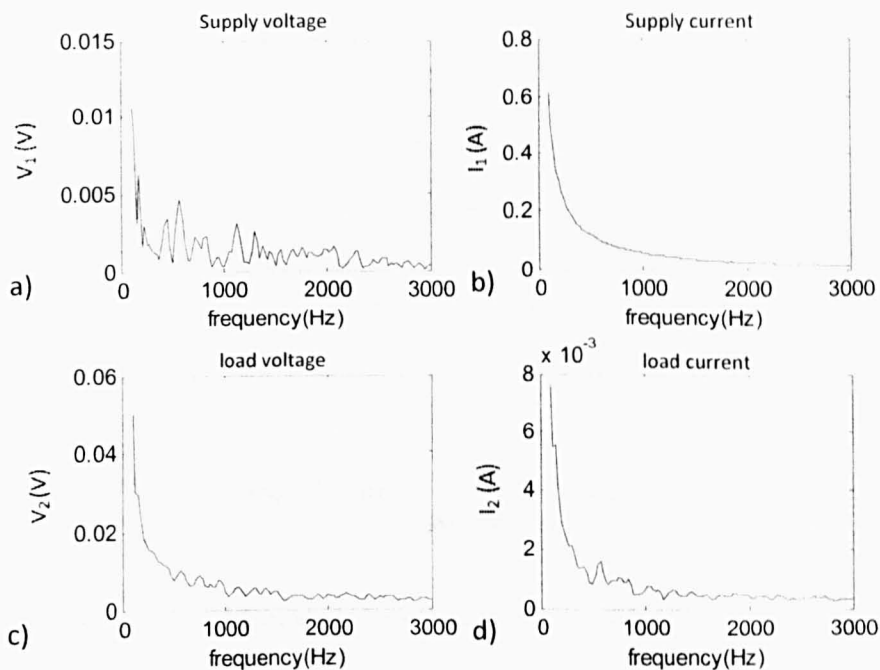 Supply voltage
0.015
0.01
0.005
0
V₁ (V)
0
1000
2000
3000
frequency(Hz)
a)
Supply current
0.8
0.6
0.4
0.2
0
I₁ (A)
0
1000
2000
3000
frequency(Hz)
b)
load voltage
0.06
0.04
0.02
0
V₂ (V)
0
1000
2000
3000
frequency(Hz)
c)
load current
x 10⁻³
8
6
4
2
0
I₂ (A)
0
1000
2000
3000
frequency(Hz)
d)